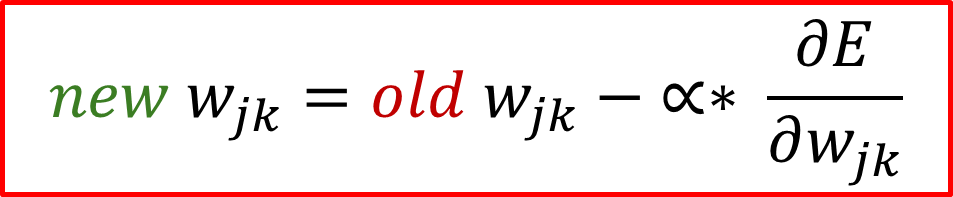 new w_jk = old w_jk − ∝* ∂E/∂w_jk